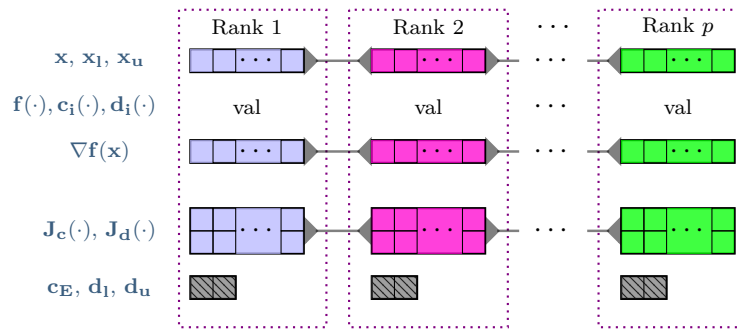 Rank 1 Rank 2 ··· Rank p
x, x_l, x_u ··· ··· ··· ···
f(·), c_i(·), d_i(·) val val ··· val
∇f(x) ··· ··· ··· ···
J_c(·), J_d(·) ··· ··· ··· ···
c_E, d_l, d_u